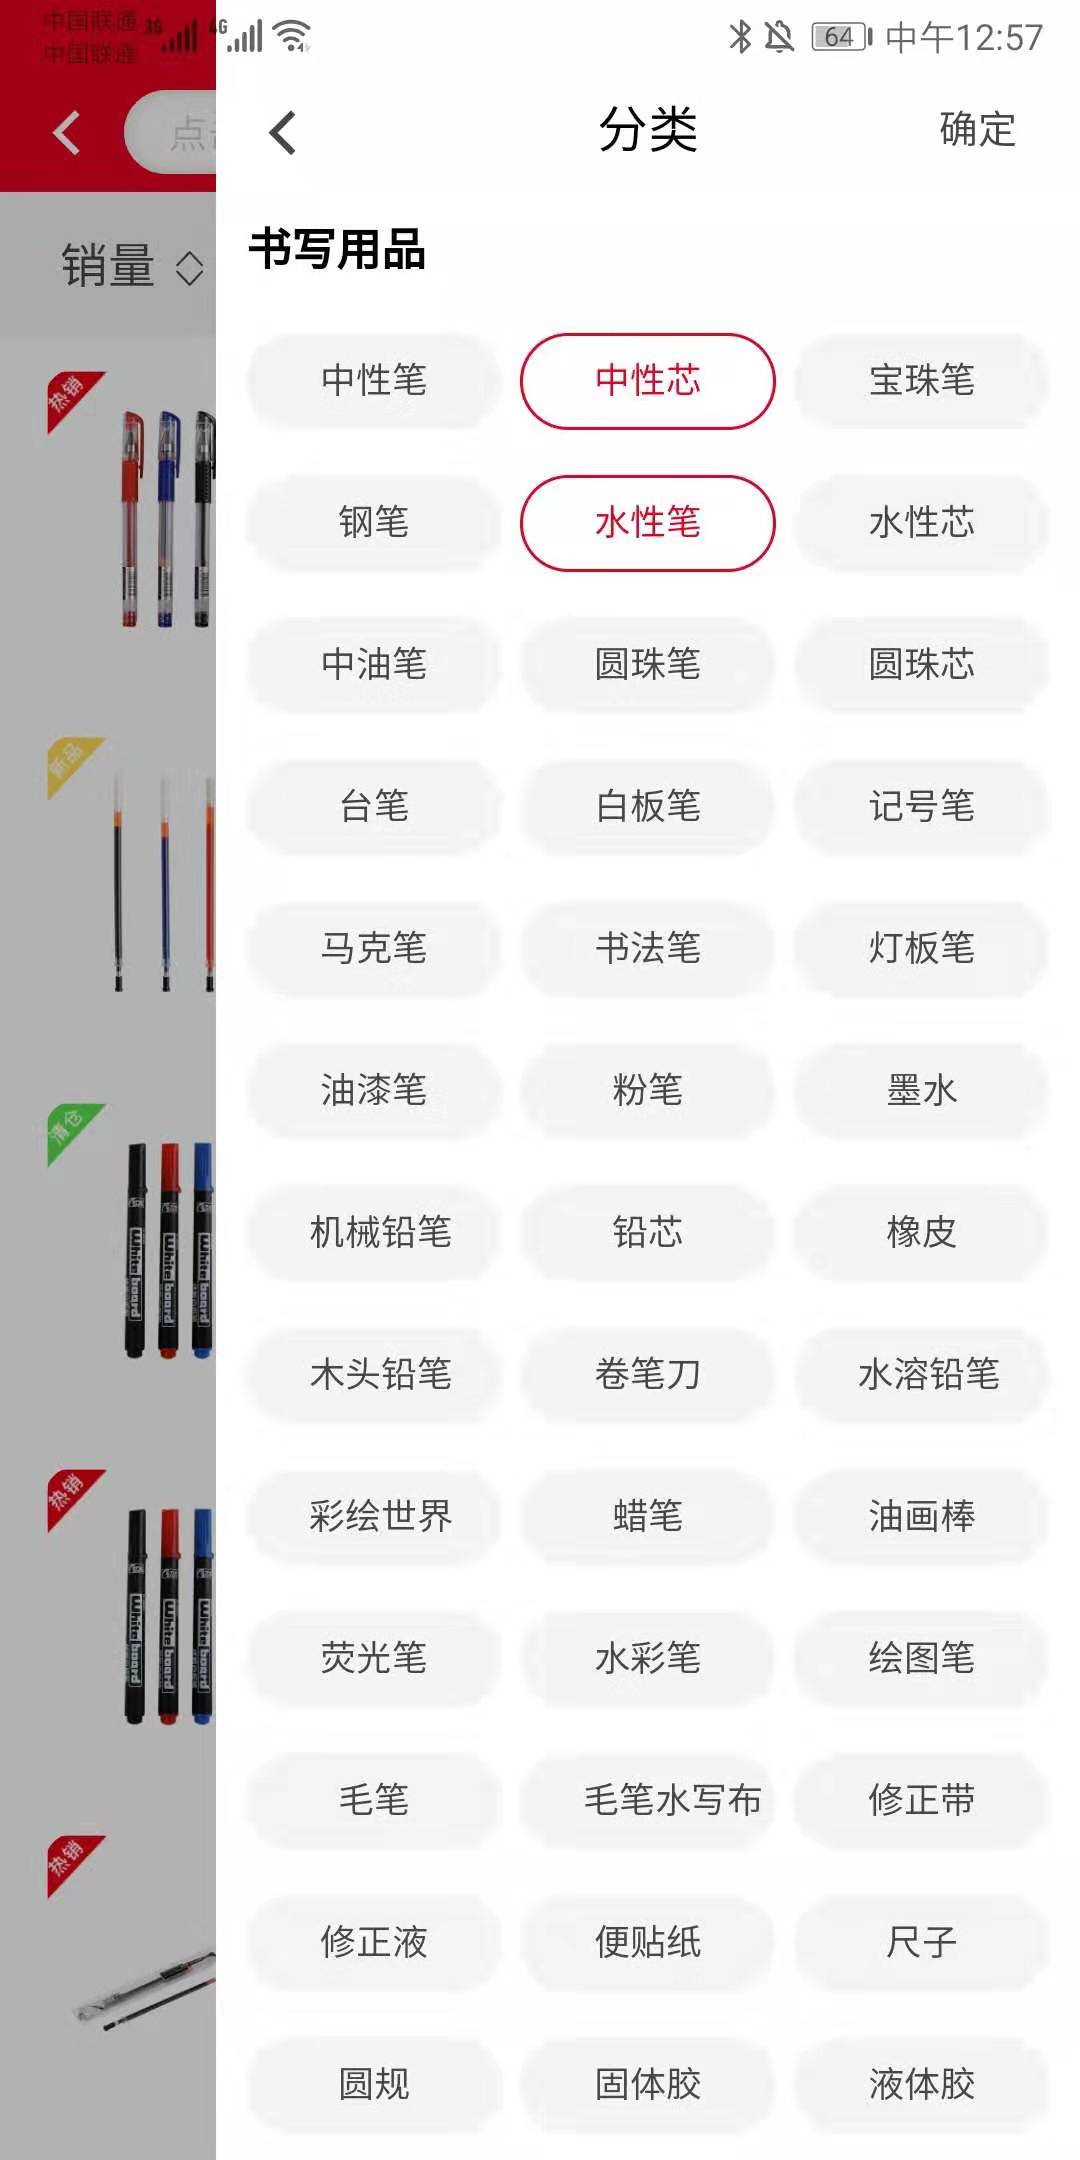 中国联通 3G 4G 64 中午12:57
中国联通
点 分类 确定
销量
书写用品
热销
中性笔 中性芯 宝珠笔
钢笔 水性笔 水性芯
中油笔 圆珠笔 圆珠芯
新品
台笔 白板笔 记号笔
马克笔 书法笔 灯板笔
清仓
油漆笔 粉笔 墨水
White board White board White board
机械铅笔 铅芯 橡皮
木头铅笔 卷笔刀 水溶铅笔
热销
彩绘世界 蜡笔 油画棒
White board White board White board
荧光笔 水彩笔 绘图笔
毛笔 毛笔水写布 修正带
热销
修正液 便贴纸 尺子
圆规 固体胶 液体胶